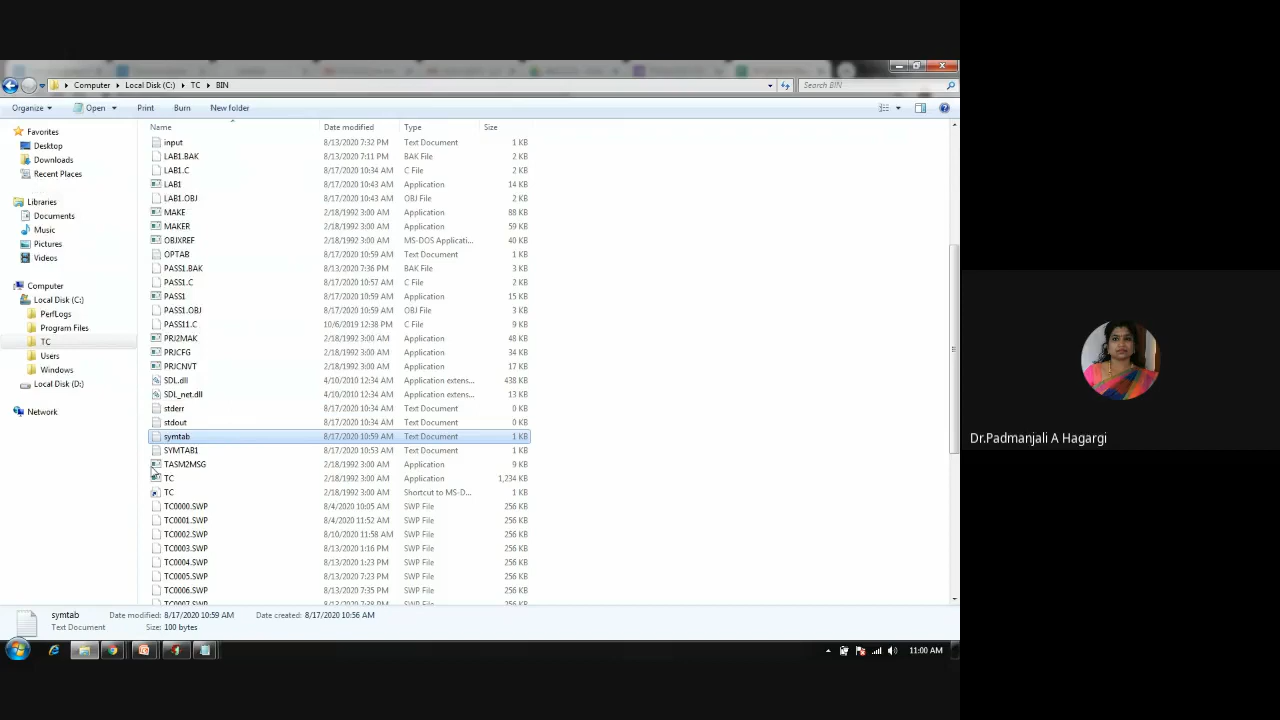 Computer Local Disk (C:) TC BIN
Search BIN
Organize Open Print Burn New folder
Favorites
Desktop
Downloads
Recent Places
Libraries
Documents
Music
Pictures
Videos
Computer
Local Disk (C:)
PerfLogs
Program Files
TC
Users
Windows
Local Disk (D:)
Network
Name Date modified Type Size
input 8/13/2020 7:32 PM Text Document 1 KB
LAB1.BAK 8/13/2020 7:11 PM BAK File 2 KB
LAB1.C 8/17/2020 10:34 AM C File 2 KB
LAB1 8/17/2020 10:43 AM Application 14 KB
LAB1.OBJ 8/17/2020 10:43 AM OBJ File 2 KB
MAKE 2/18/1992 3:00 AM Application 88 KB
MAKER 2/18/1992 3:00 AM Application 59 KB
OBJXREF 2/18/1992 3:00 AM MS-DOS Applicati... 40 KB
OPTAB 8/17/2020 10:59 AM Text Document 1 KB
PASS1.BAK 8/13/2020 7:36 PM BAK File 3 KB
PASS1.C 8/17/2020 10:57 AM C File 2 KB
PASS1 8/17/2020 10:59 AM Application 15 KB
PASS1.OBJ 8/17/2020 10:59 AM OBJ File 3 KB
PASS11.C 10/6/2019 12:38 PM C File 9 KB
PRJ2MAK 2/18/1992 3:00 AM Application 48 KB
PRJCFG 2/18/1992 3:00 AM Application 34 KB
PRJCNVT 2/18/1992 3:00 AM Application 17 KB
SDL.dll 4/10/2010 12:34 AM Application extens... 438 KB
SDL_net.dll 4/10/2010 12:34 AM Application extens... 13 KB
stderr 8/17/2020 10:34 AM Text Document 0 KB
stdout 8/17/2020 10:34 AM Text Document 0 KB
symtab 8/17/2020 10:59 AM Text Document 1 KB
SYMTAB1 8/17/2020 10:53 AM Text Document 1 KB
TASM2MSG 2/18/1992 3:00 AM Application 9 KB
TC 2/18/1992 3:00 AM Application 1,234 KB
TC 2/18/1992 3:00 AM Shortcut to MS-D... 1 KB
TC0000.SWP 8/4/2020 10:05 AM SWP File 256 KB
TC0001.SWP 8/4/2020 11:52 AM SWP File 256 KB
TC0002.SWP 8/10/2020 11:58 AM SWP File 256 KB
TC0003.SWP 8/13/2020 1:16 PM SWP File 256 KB
TC0004.SWP 8/13/2020 1:23 PM SWP File 256 KB
TC0005.SWP 8/13/2020 7:23 PM SWP File 256 KB
TC0006.SWP 8/13/2020 7:35 PM SWP File 256 KB
TC0007.SWP 8/13/2020 7:38 PM SWP File 256 KB
symtab Date modified: 8/17/2020 10:59 AM Date created: 8/17/2020 10:56 AM
Text Document Size: 100 bytes
11:00 AM
Dr.Padmanjali A Hagargi